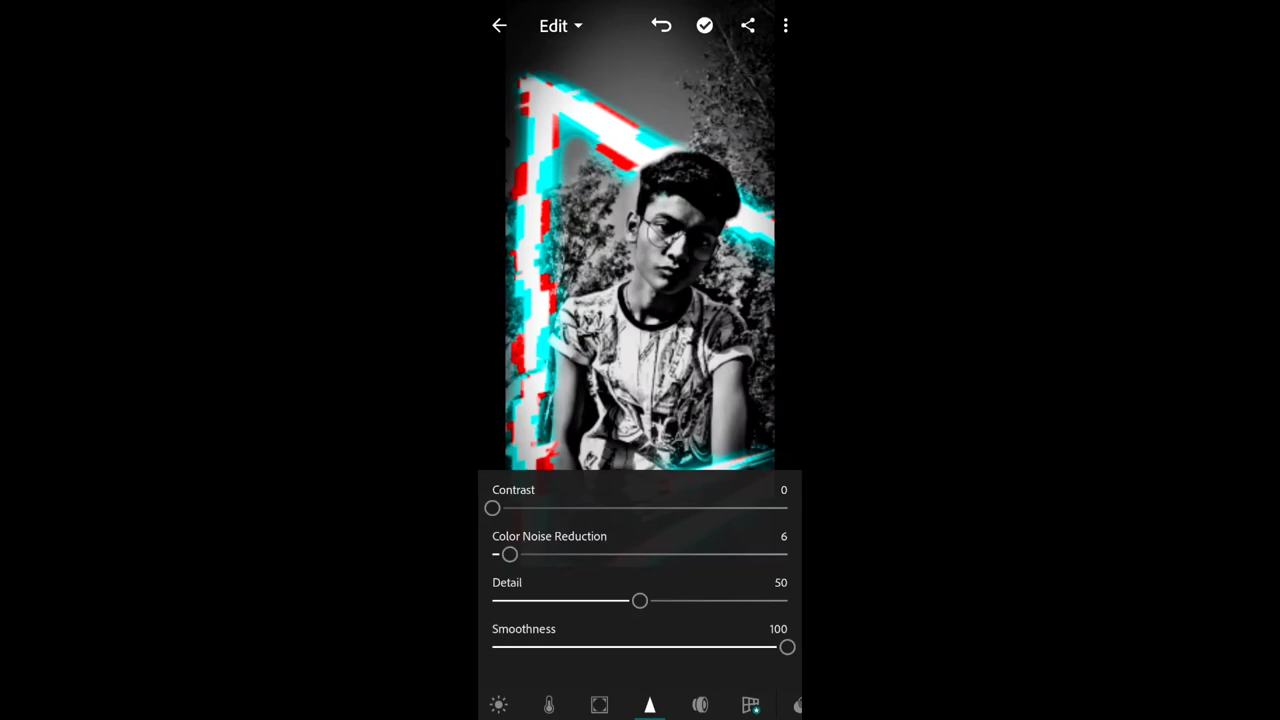 Edit
Contrast 0
Color Noise Reduction 6
Detail 50
Smoothness 100